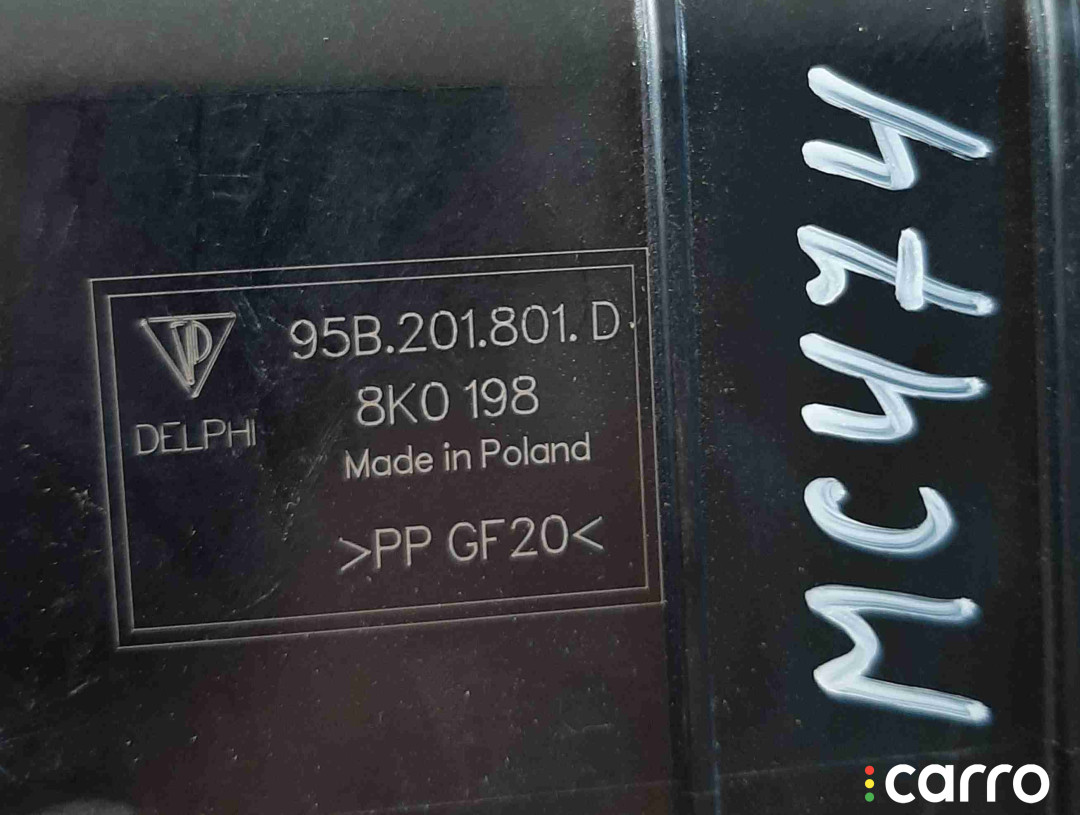 95B.201.801.D
8K0 198
DELPHI
Made in Poland
>PP GF20<
MC474
carro